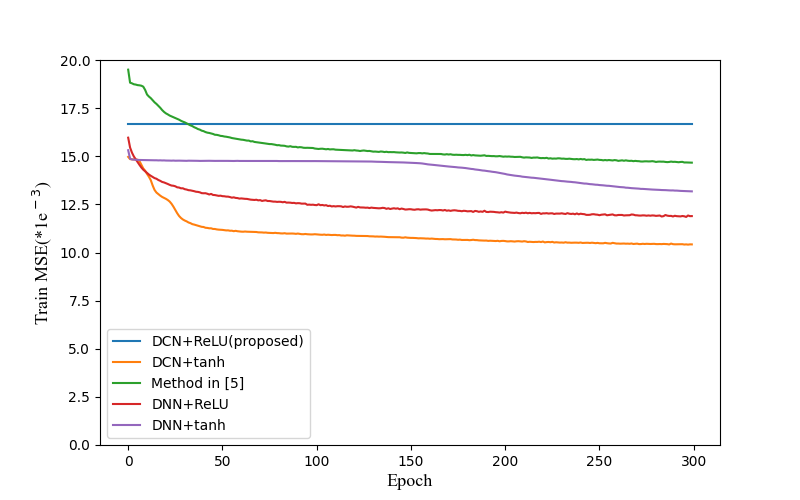 20.0
17.5
15.0
12.5
10.0
7.5
5.0
2.5
0.0
Train MSE(*1e⁻³)
DCN+ReLU(proposed)
DCN+tanh
Method in [5]
DNN+ReLU
DNN+tanh
0 50 100 150 200 250 300
Epoch